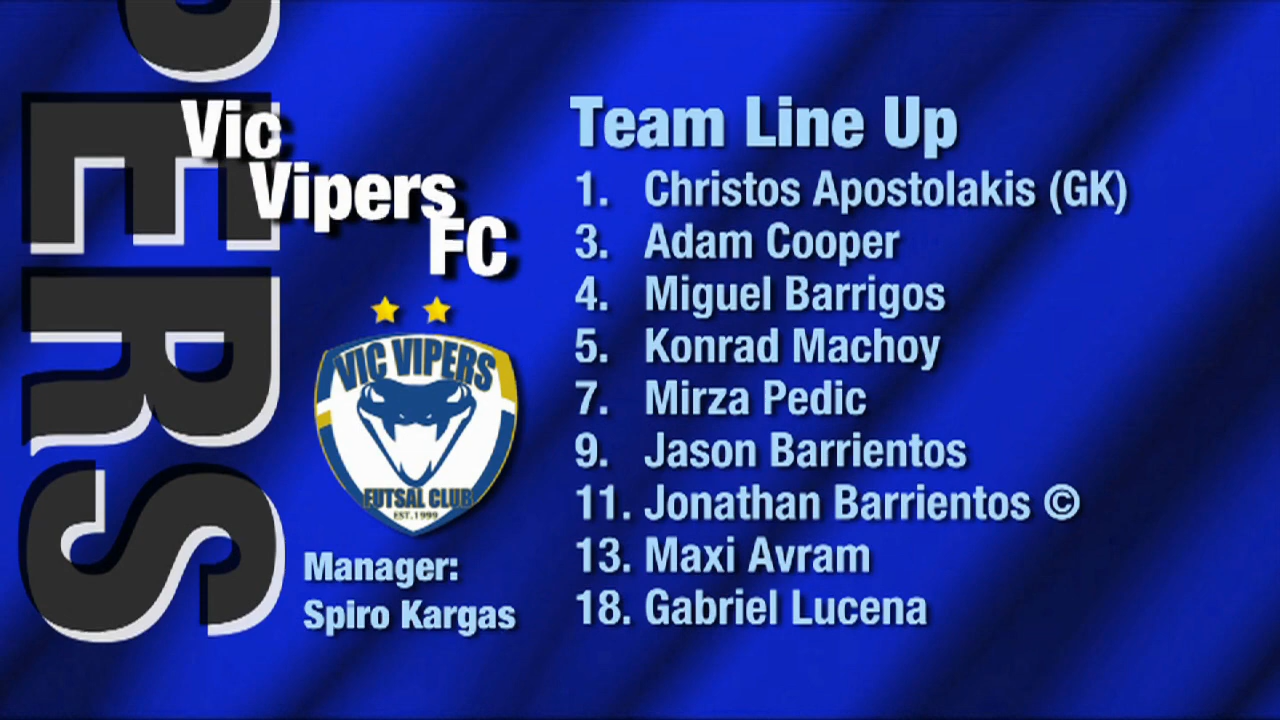 PERS
Vic
Vipers
FC
VIC VIPERS
FUTSAL CLUB
EST. 1999
Manager:
Spiro Kargas
Team Line Up
1. Christos Apostolakis (GK)
3. Adam Cooper
4. Miguel Barrigos
5. Konrad Machoy
7. Mirza Pedic
9. Jason Barrientos
11. Jonathan Barrientos ©
13. Maxi Avram
18. Gabriel Lucena